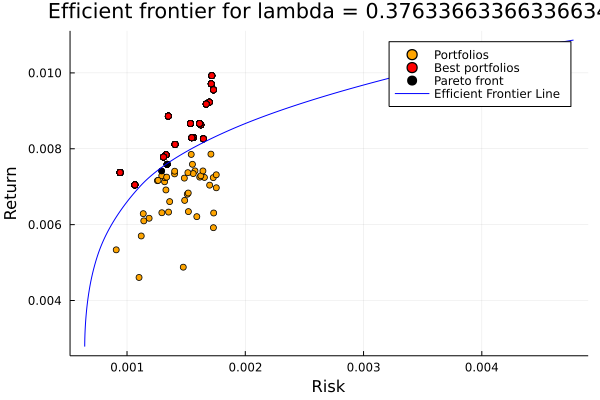 Efficient frontier for lambda = 0.3763366336633663
0.010
0.008
0.006
0.004
Return
Portfolios
Best portfolios
Pareto front
Efficient Frontier Line
0.001
0.002
0.003
0.004
Risk